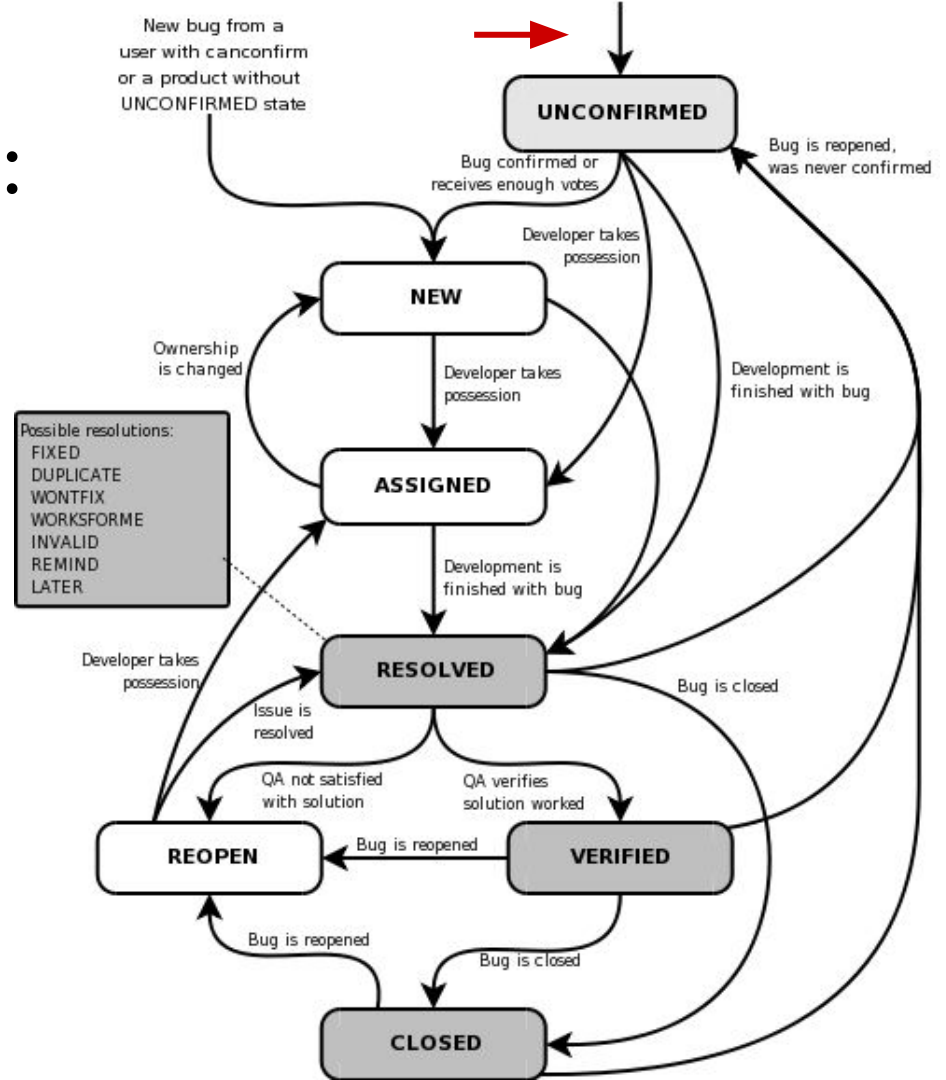 New bug from a
user with canconfirm
or a product without
UNCONFIRMED state
UNCONFIRMED
Bug is reopened,
was never confirmed
Bug confirmed or
receives enough votes
Developer takes
possession
NEW
Ownership
is changed
Developer takes
possession
Development is
finished with bug
Possible resolutions:
FIXED
DUPLICATE
WONTFIX
WORKSFORME
INVALID
REMIND
LATER
ASSIGNED
Development is
finished with bug
RESOLVED
Developer takes
possession
Issue is
resolved
Bug is closed
QA not satisfied
with solution
QA verifies
solution worked
REOPEN
Bug is reopened
VERIFIED
Bug is reopened
Bug is closed
CLOSED